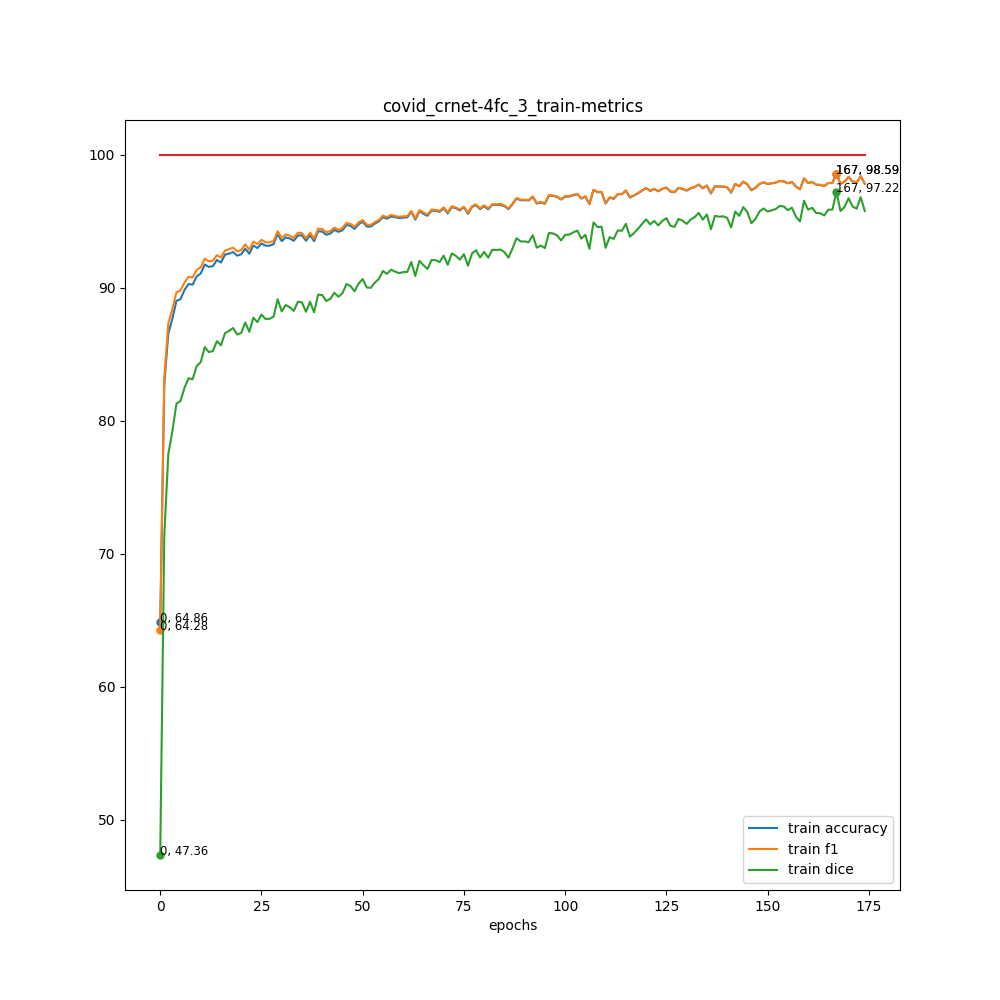 covid_crnet-4fc_3_train-metrics
100
167, 98.59
167, 97.22
90
80
70
0, 64.86
0, 64.28
60
50
0, 47.36
train accuracy
train f1
train dice
0 25 50 75 100 125 150 175
epochs